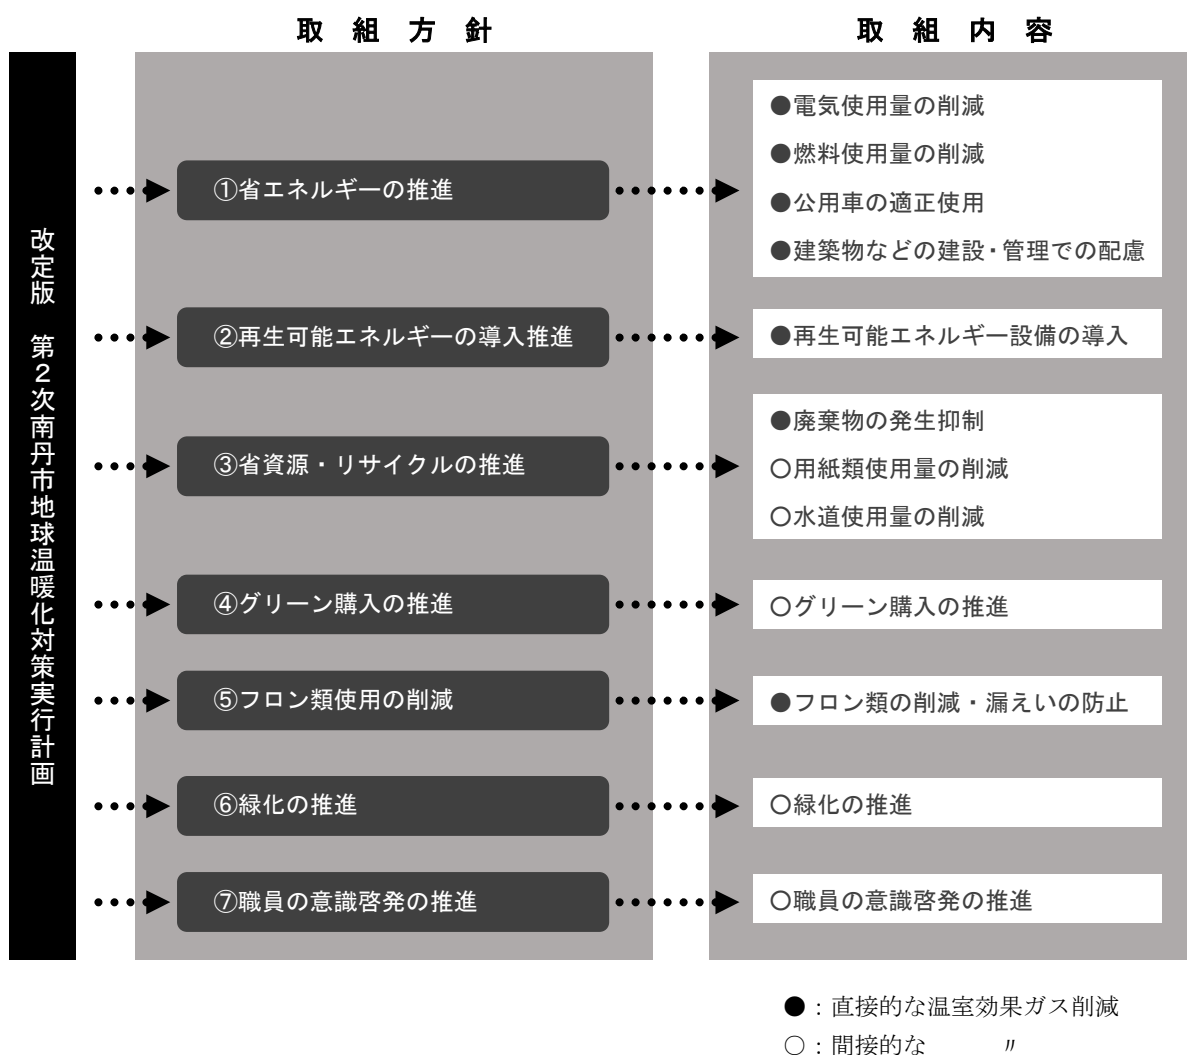 取 組 方 針
取 組 内 容
改定版 第２次南丹市地球温暖化対策実行計画
①省エネルギーの推進
●電気使用量の削減
●燃料使用量の削減
●公用車の適正使用
●建築物などの建設・管理での配慮
②再生可能エネルギーの導入推進
●再生可能エネルギー設備の導入
③省資源・リサイクルの推進
●廃棄物の発生抑制
○用紙類使用量の削減
○水道使用量の削減
④グリーン購入の推進
○グリーン購入の推進
⑤フロン類使用の削減
●フロン類の削減・漏えいの防止
⑥緑化の推進
○緑化の推進
⑦職員の意識啓発の推進
○職員の意識啓発の推進
●：直接的な温室効果ガス削減
○：間接的な 〃